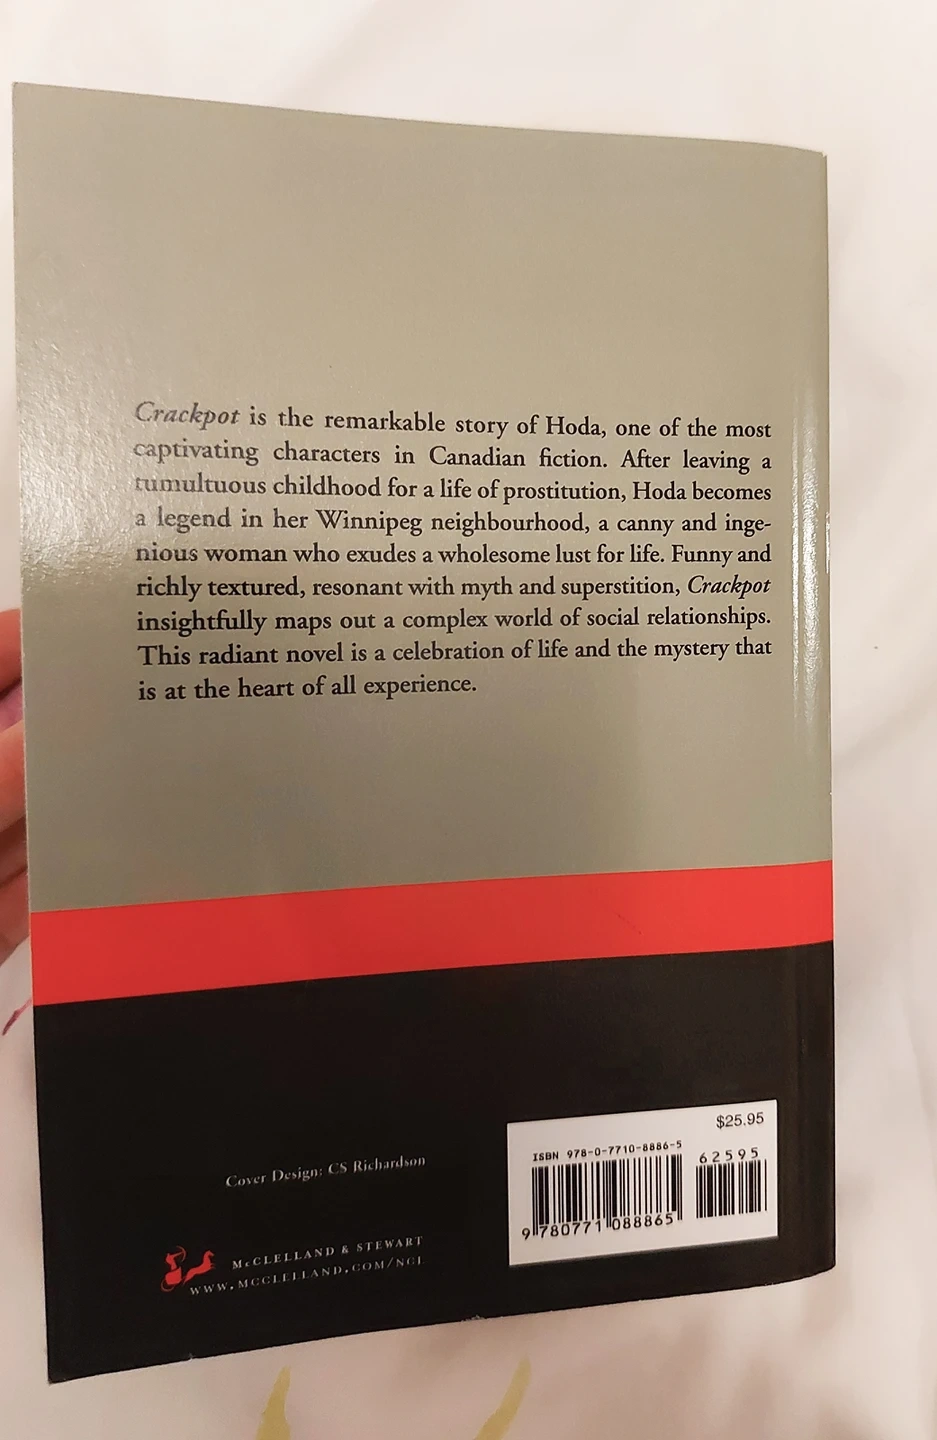 Crackpot is the remarkable story of Hoda, one of the most
captivating characters in Canadian fiction. After leaving a
tumultuous childhood for a life of prostitution, Hoda becomes
a legend in her Winnipeg neighbourhood, a canny and inge-
nious woman who exudes a wholesome lust for life. Funny and
richly textured, resonant with myth and superstition, Crackpot
insightfully maps out a complex world of social relationships.
This radiant novel is a celebration of life and the mystery that
is at the heart of all experience.
$25.95
ISBN 978-0-7710-8886-5
62595
9 780771 088865
Cover Design: CS Richardson
McCLELLAND & STEWART
WWW.MCCLELLAND.COM/NCL